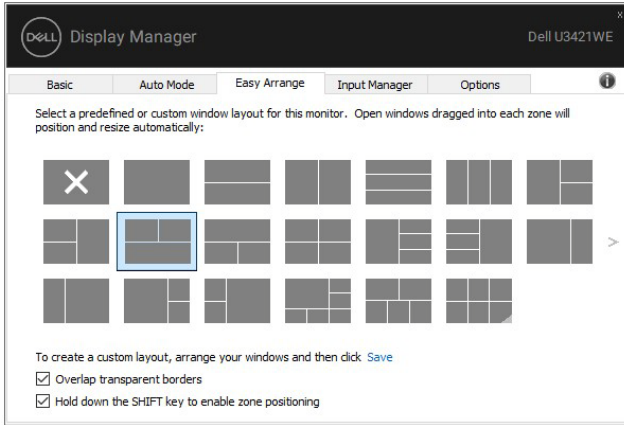 x
DELL Display Manager Dell U3421WE
Basic Auto Mode Easy Arrange Input Manager Options i
Select a predefined or custom window layout for this monitor. Open windows dragged into each zone will
position and resize automatically:
>
To create a custom layout, arrange your windows and then click Save
Overlap transparent borders
Hold down the SHIFT key to enable zone positioning